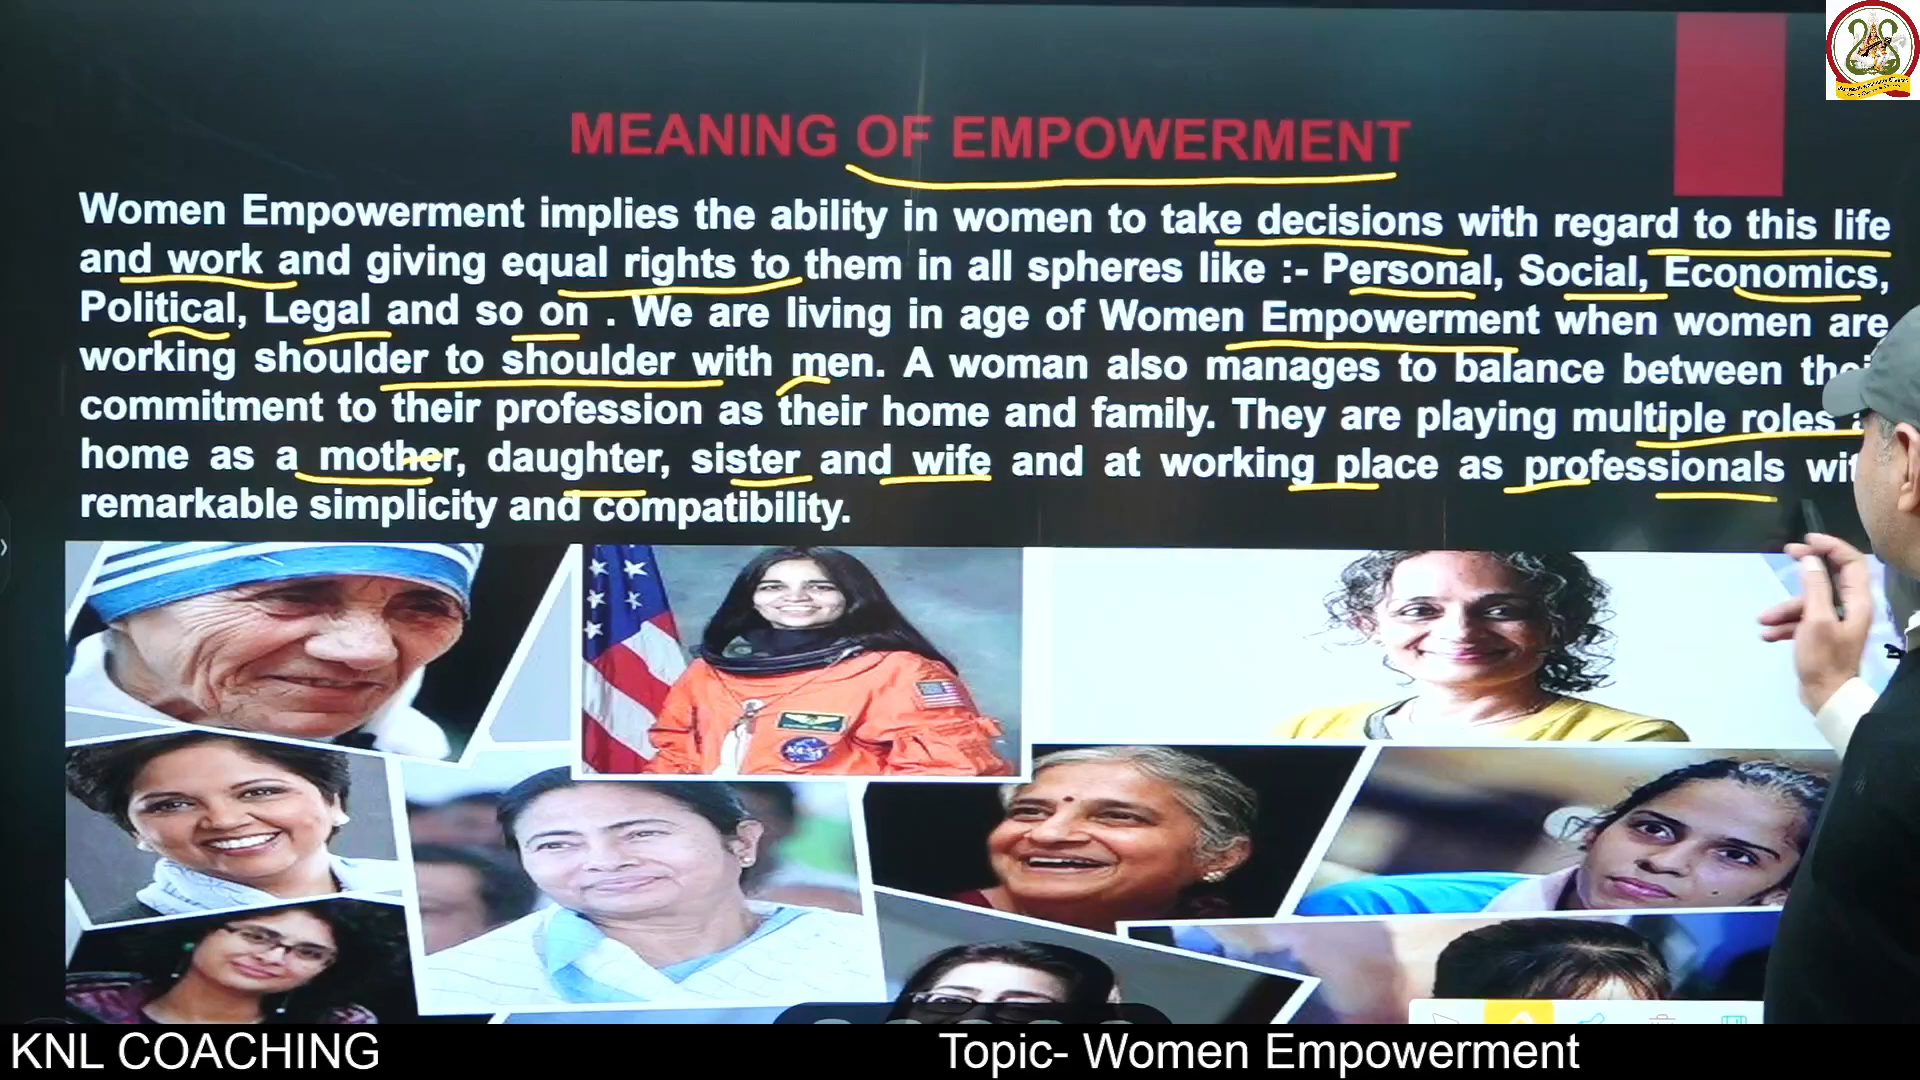 MEANING OF EMPOWERMENT
Women Empowerment implies the ability in women to take decisions with regard to this life
and work and giving equal rights to them in all spheres like :- Personal, Social, Economics,
Political, Legal and so on . We are living in age of Women Empowerment when women are
working shoulder to shoulder with men. A woman also manages to balance between
commitment to their profession as their home and family. They are playing multiple roles
home as a mother, daughter, sister and wife and at working place as professionals
remarkable simplicity and compatibility.
KNL COACHING
Topic- Women Empowerment